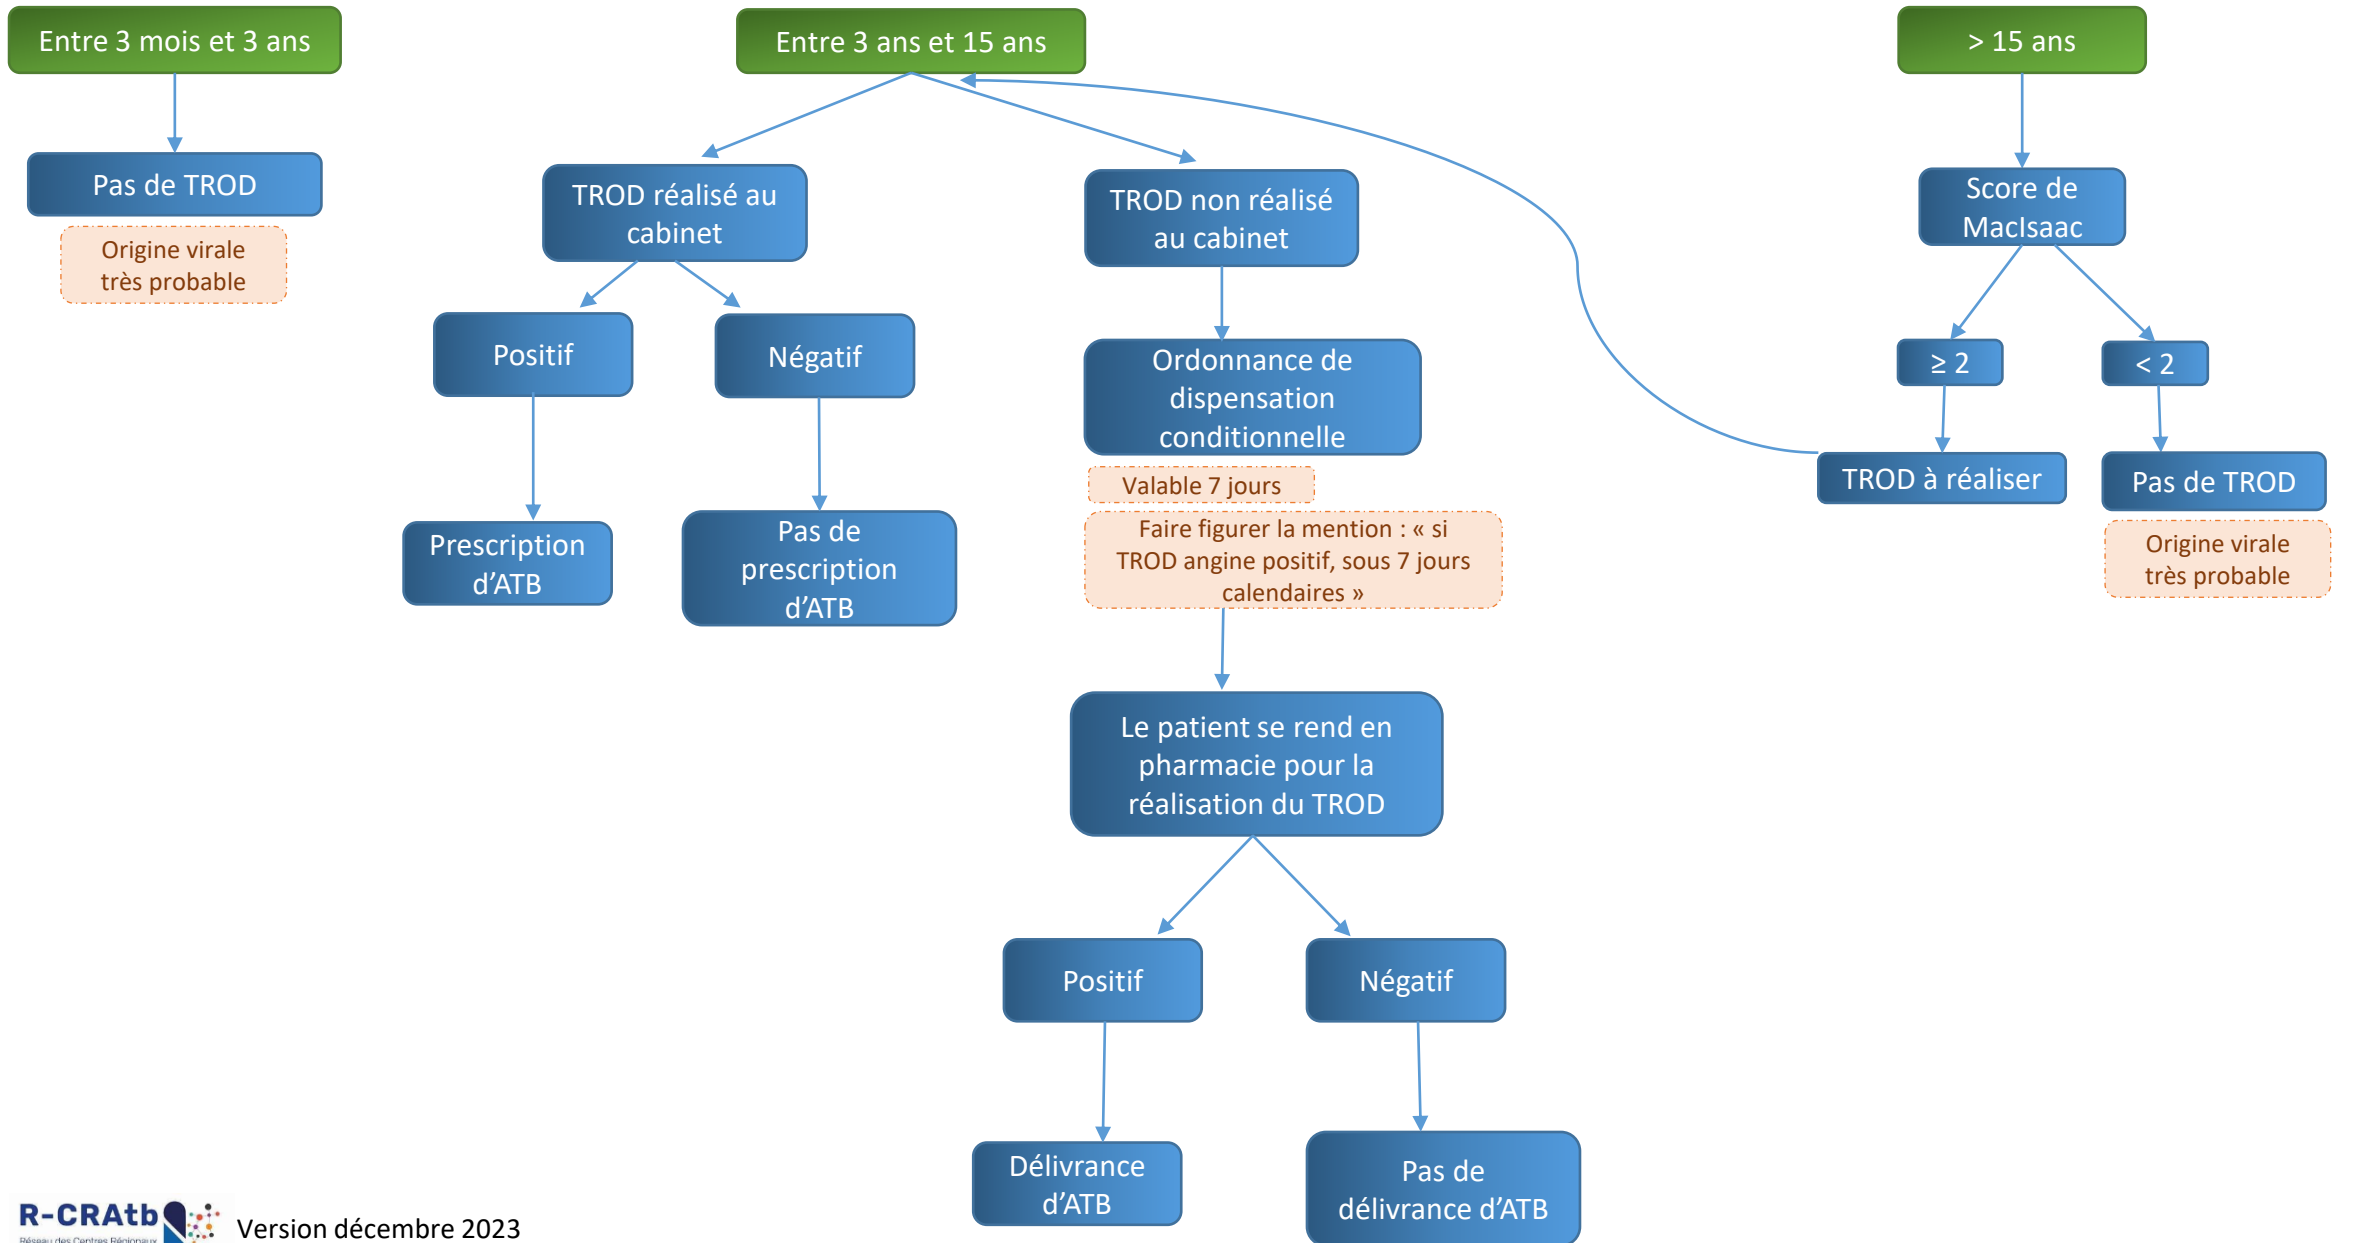 Entre 3 mois et 3 ans
Pas de TROD
Origine virale
très probable
Entre 3 ans et 15 ans
TROD réalisé au
cabinet
Positif
Prescription
d’ATB
Négatif
Pas de
prescription
d’ATB
TROD non réalisé
au cabinet
Ordonnance de
dispensation
conditionnelle
Valable 7 jours
Faire figurer la mention : « si
TROD angine positif, sous 7 jours
calendaires »
Le patient se rend en
pharmacie pour la
réalisation du TROD
Positif
Délivrance
d’ATB
Négatif
Pas de
délivrance d’ATB
> 15 ans
Score de
MacIsaac
≥ 2
TROD à réaliser
< 2
Pas de TROD
Origine virale
très probable
R-CRAtb
Réseau des Centres Régionaux
Version décembre 2023